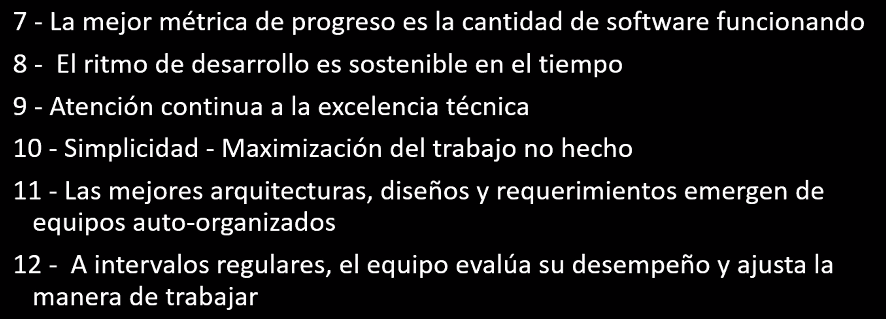 7 - La mejor métrica de progreso es la cantidad de software funcionando
8 - El ritmo de desarrollo es sostenible en el tiempo
9 - Atención continua a la excelencia técnica
10 - Simplicidad - Maximización del trabajo no hecho
11 - Las mejores arquitecturas, diseños y requerimientos emergen de
equipos auto-organizados
12 - A intervalos regulares, el equipo evalúa su desempeño y ajusta la
manera de trabajar